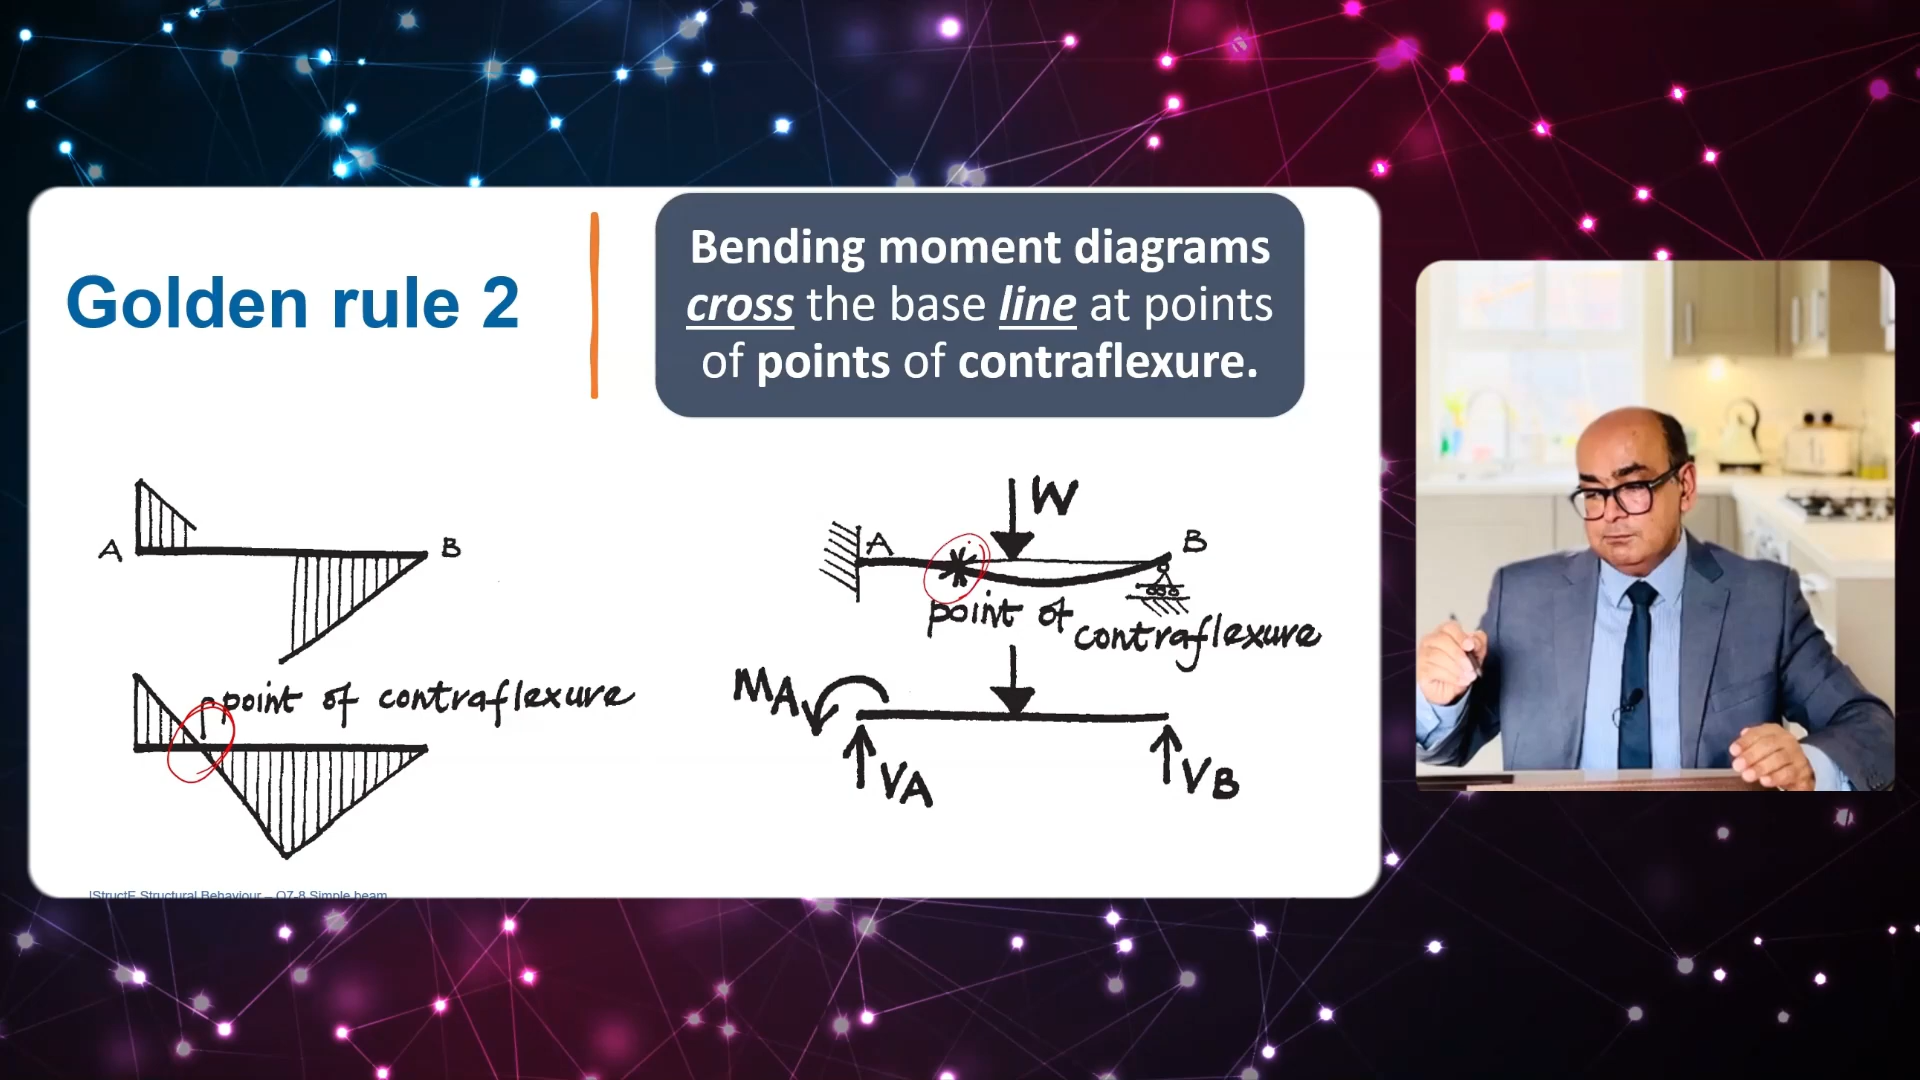 Golden rule 2
Bending moment diagrams
cross the base line at points
of points of contraflexure.
A
B
point of contraflexure
W
A
B
point of
contraflexure
MA
VA
VB
IStructE Structural Behaviour – Q7-8 Simple beam